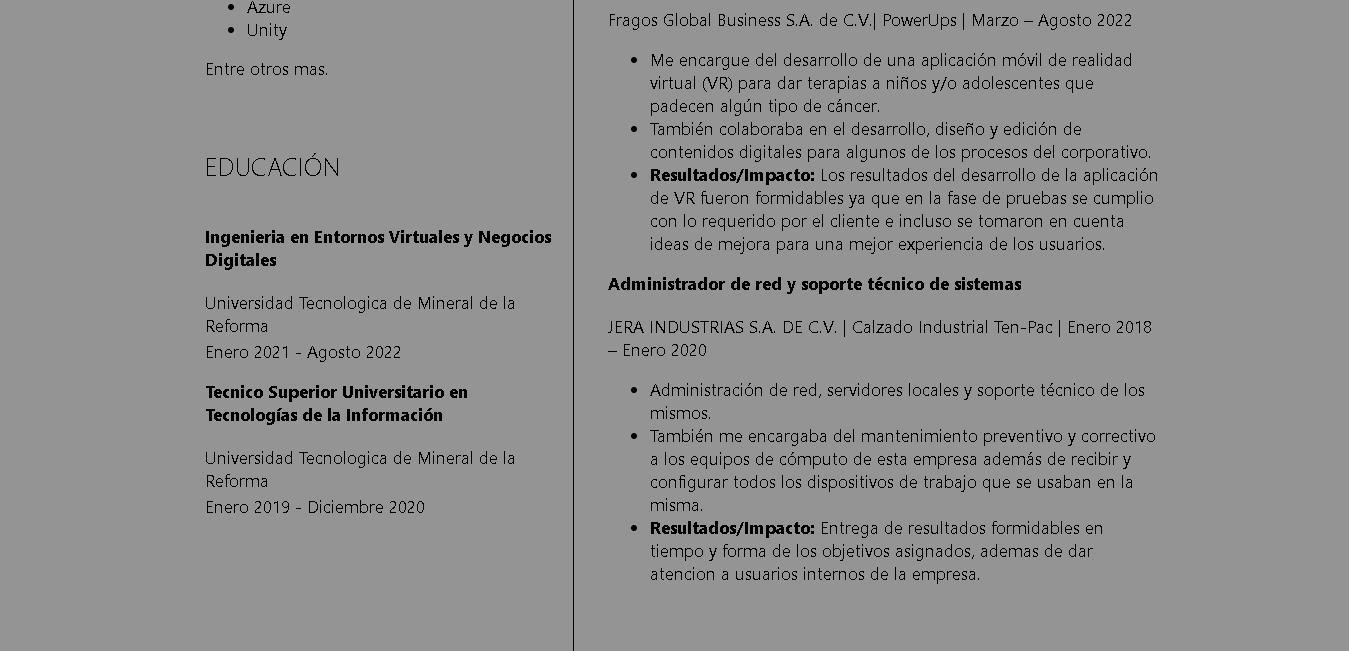 Azure
Unity
Entre otros mas.
EDUCACIÓN
Ingenieria en Entornos Virtuales y Negocios
Digitales
Universidad Tecnologica de Mineral de la
Reforma
Enero 2021 - Agosto 2022
Tecnico Superior Universitario en
Tecnologías de la Información
Universidad Tecnologica de Mineral de la
Reforma
Enero 2019 - Diciembre 2020
Fragos Global Business S.A. de C.V.| PowerUps | Marzo – Agosto 2022
Me encargue del desarrollo de una aplicación móvil de realidad
virtual (VR) para dar terapias a niños y/o adolescentes que
padecen algún tipo de cáncer.
También colaboraba en el desarrollo, diseño y edición de
contenidos digitales para algunos de los procesos del corporativo.
Resultados/Impacto: Los resultados del desarrollo de la aplicación
de VR fueron formidables ya que en la fase de pruebas se cumplio
con lo requerido por el cliente e incluso se tomaron en cuenta
ideas de mejora para una mejor experiencia de los usuarios.
Administrador de red y soporte técnico de sistemas
JERA INDUSTRIAS S.A. DE C.V. | Calzado Industrial Ten-Pac | Enero 2018
– Enero 2020
Administración de red, servidores locales y soporte técnico de los
mismos.
También me encargaba del mantenimiento preventivo y correctivo
a los equipos de cómputo de esta empresa además de recibir y
configurar todos los dispositivos de trabajo que se usaban en la
misma.
Resultados/Impacto: Entrega de resultados formidables en
tiempo y forma de los objetivos asignados, ademas de dar
atencion a usuarios internos de la empresa.